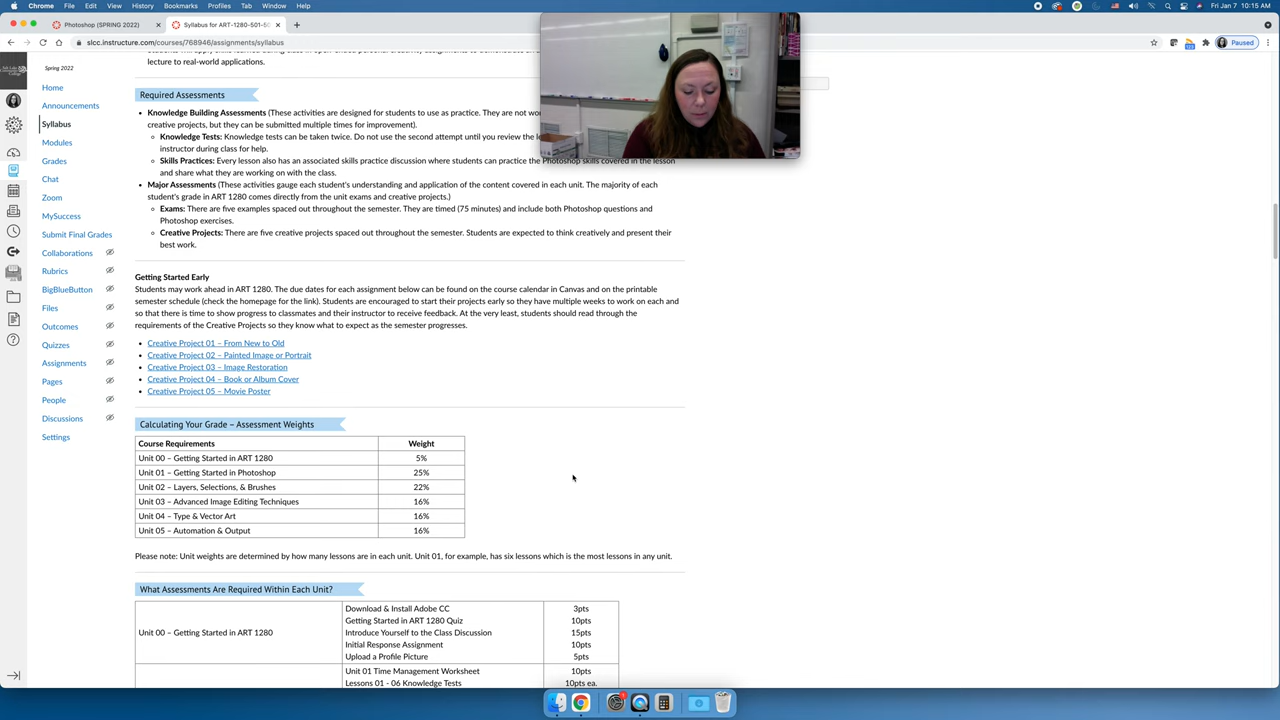 Chrome File Edit View History Bookmarks Profiles Tab Window Help
Fri Jan 7 10:15 AM
Photoshop (SPRING 2022)
Syllabus for ART-1280-501-S0
slcc.instructure.com/courses/768946/assignments/syllabus
Paused
Spring 2022
Home
Announcements
Syllabus
Modules
Grades
Chat
Zoom
MySuccess
Submit Final Grades
Collaborations
Rubrics
BigBlueButton
Files
Outcomes
Quizzes
Assignments
Pages
People
Discussions
Settings
lecture to real-world applications.
Required Assessments
Knowledge Building Assessments (These activities are designed for students to use as practice. They are not
creative projects, but they can be submitted multiple times for improvement).
Knowledge Tests: Knowledge tests can be taken twice. Do not use the second attempt until you review the
instructor during class for help.
Skills Practices: Every lesson also has an associated skills practice discussion where students can practice the Photoshop skills covered in the lesson
and share what they are working on with the class.
Major Assessments (These activities gauge each student's understanding and application of the content covered in each unit. The majority of each
student's grade in ART 1280 comes directly from the unit exams and creative projects.)
Exams: There are five examples spaced out throughout the semester. They are timed (75 minutes) and include both Photoshop questions and
Photoshop exercises.
Creative Projects: There are five creative projects spaced out throughout the semester. Students are expected to think creatively and present their
best work.
Getting Started Early
Students may work ahead in ART 1280. The due dates for each assignment below can be found on the course calendar in Canvas and on the printable
semester schedule (check the homepage for the link). Students are encouraged to start their projects early so they have multiple weeks to work on each and
so that there is time to show progress to classmates and their instructor to receive feedback. At the very least, students should read through the
requirements of the Creative Projects so they know what to expect as the semester progresses.
Creative Project 01 – From New to Old
Creative Project 02 – Painted Image or Portrait
Creative Project 03 – Image Restoration
Creative Project 04 – Book or Album Cover
Creative Project 05 – Movie Poster
Calculating Your Grade – Assessment Weights
Course Requirements Weight
Unit 00 – Getting Started in ART 1280 5%
Unit 01 – Getting Started in Photoshop 25%
Unit 02 – Layers, Selections, & Brushes 22%
Unit 03 – Advanced Image Editing Techniques 16%
Unit 04 – Type & Vector Art 16%
Unit 05 – Automation & Output 16%
Please note: Unit weights are determined by how many lessons are in each unit. Unit 01, for example, has six lessons which is the most lessons in any unit.
What Assessments Are Required Within Each Unit?
Download & Install Adobe CC 3pts
Getting Started in ART 1280 Quiz 10pts
Unit 00 – Getting Started in ART 1280 Introduce Yourself to the Class Discussion 15pts
Initial Response Assignment 10pts
Upload a Profile Picture 5pts
Unit 01 Time Management Worksheet 10pts
Lessons 01 - 06 Knowledge Tests 10pts ea.